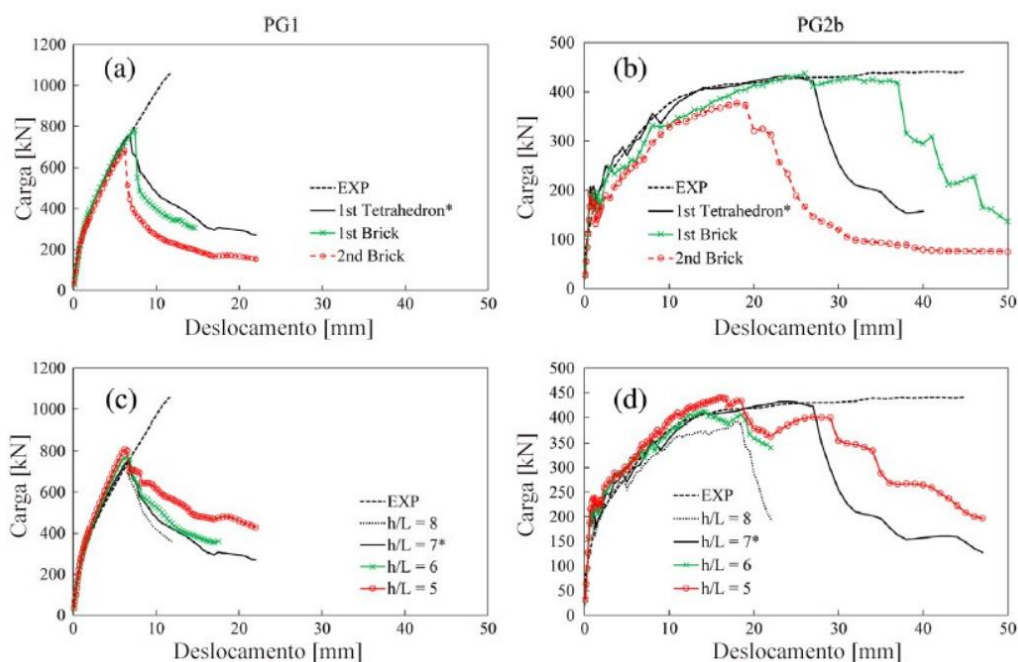 PG1
PG2b
(a)
Carga [kN]
1200
1000
800
600
400
200
0
EXP
1st Tetrahedron*
1st Brick
2nd Brick
0 10 20 30 40 50
Deslocamento [mm]
(b)
Carga [kN]
500
400
300
200
100
0
EXP
1st Tetrahedron*
1st Brick
2nd Brick
0 10 20 30 40 50
Deslocamento [mm]
(c)
Carga [kN]
1200
1000
800
600
400
200
0
EXP
h/L = 8
h/L = 7*
h/L = 6
h/L = 5
0 10 20 30 40 50
Deslocamento [mm]
(d)
Carga [kN]
500
450
400
350
300
250
200
150
100
50
0
EXP
h/L = 8
h/L = 7*
h/L = 6
h/L = 5
0 10 20 30 40 50
Deslocamento [mm]